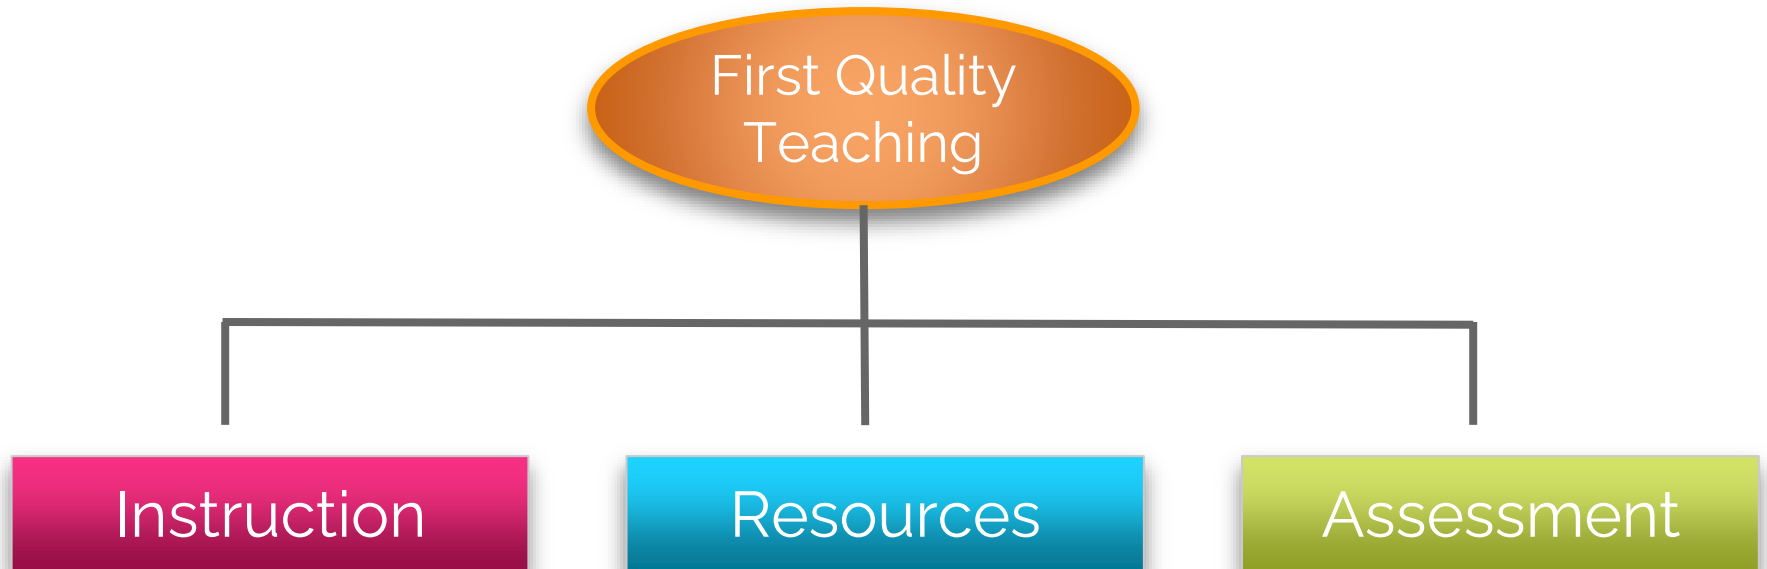 First Quality
Teaching
Instruction
Resources
Assessment